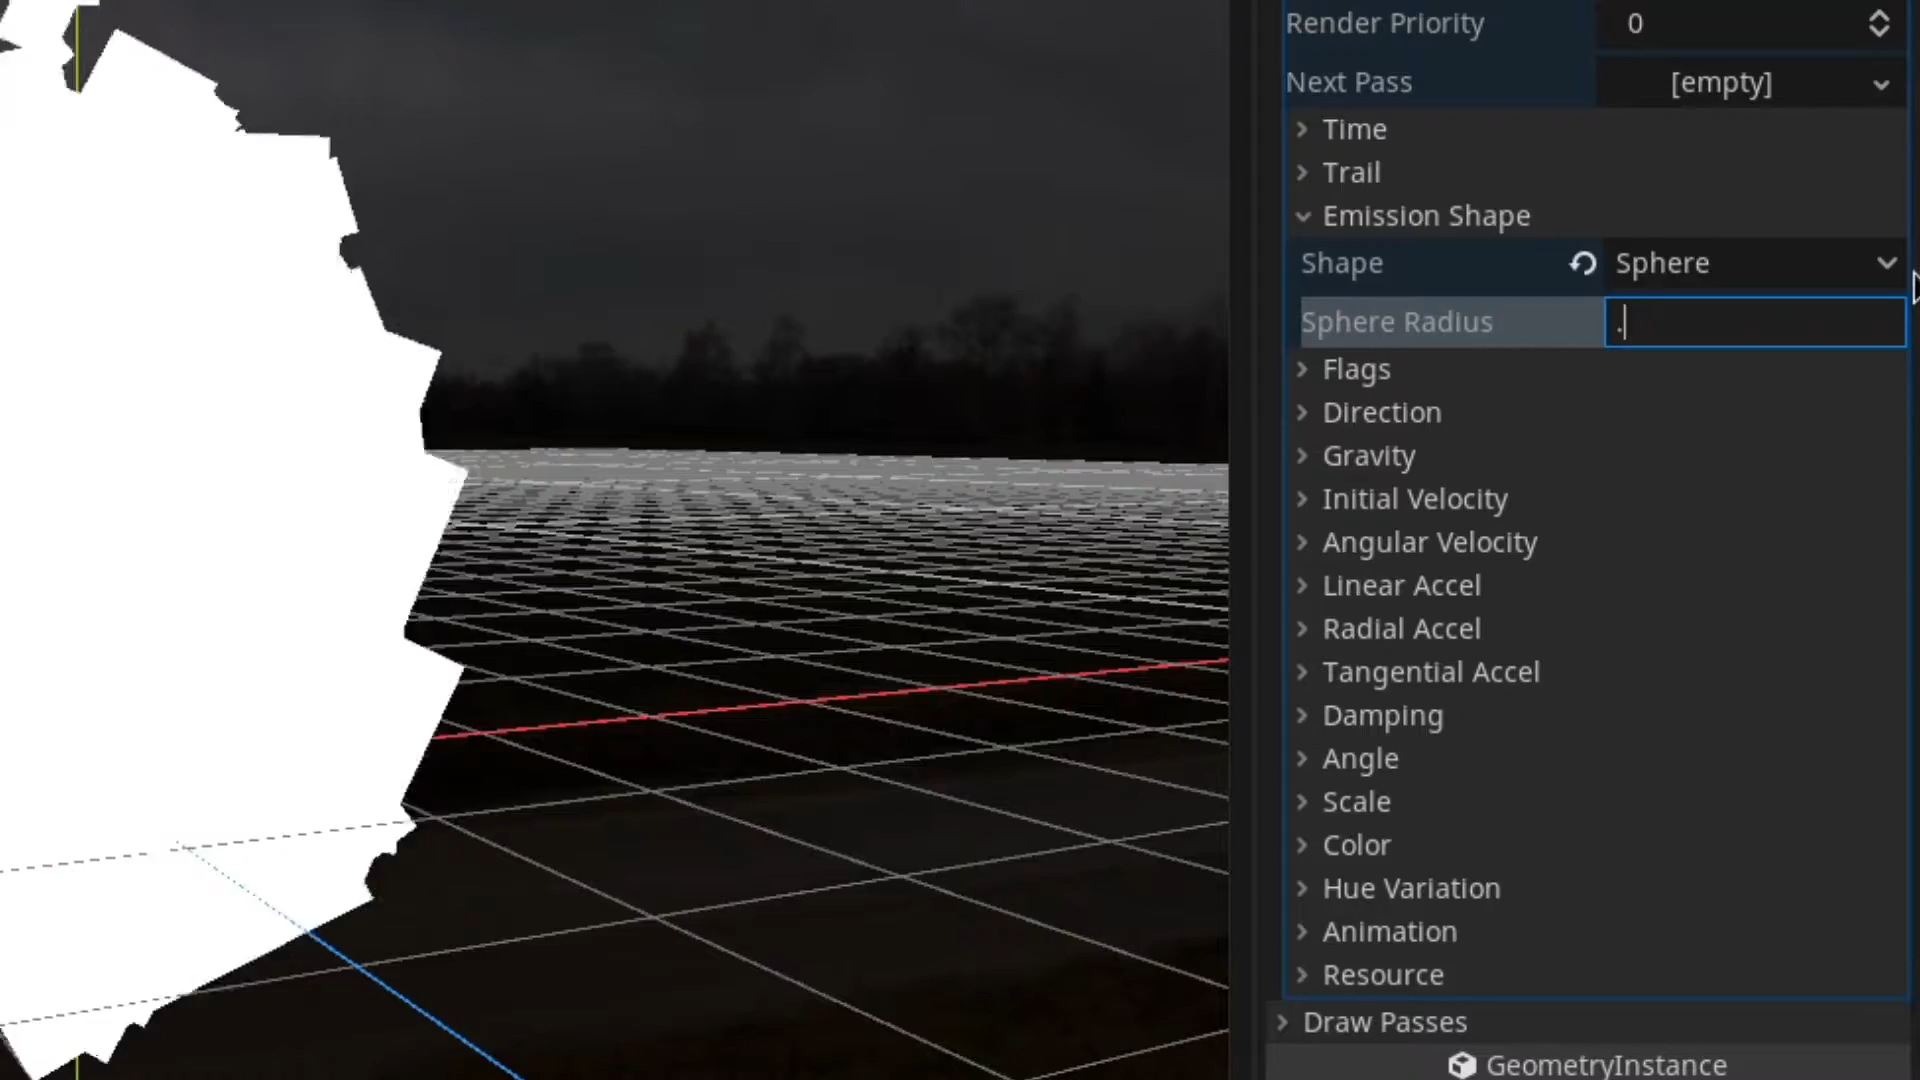 Render Priority 0
Next Pass [empty]
Time
Trail
Emission Shape
Shape Sphere
Sphere Radius .
Flags
Direction
Gravity
Initial Velocity
Angular Velocity
Linear Accel
Radial Accel
Tangential Accel
Damping
Angle
Scale
Color
Hue Variation
Animation
Resource
Draw Passes
GeometryInstance